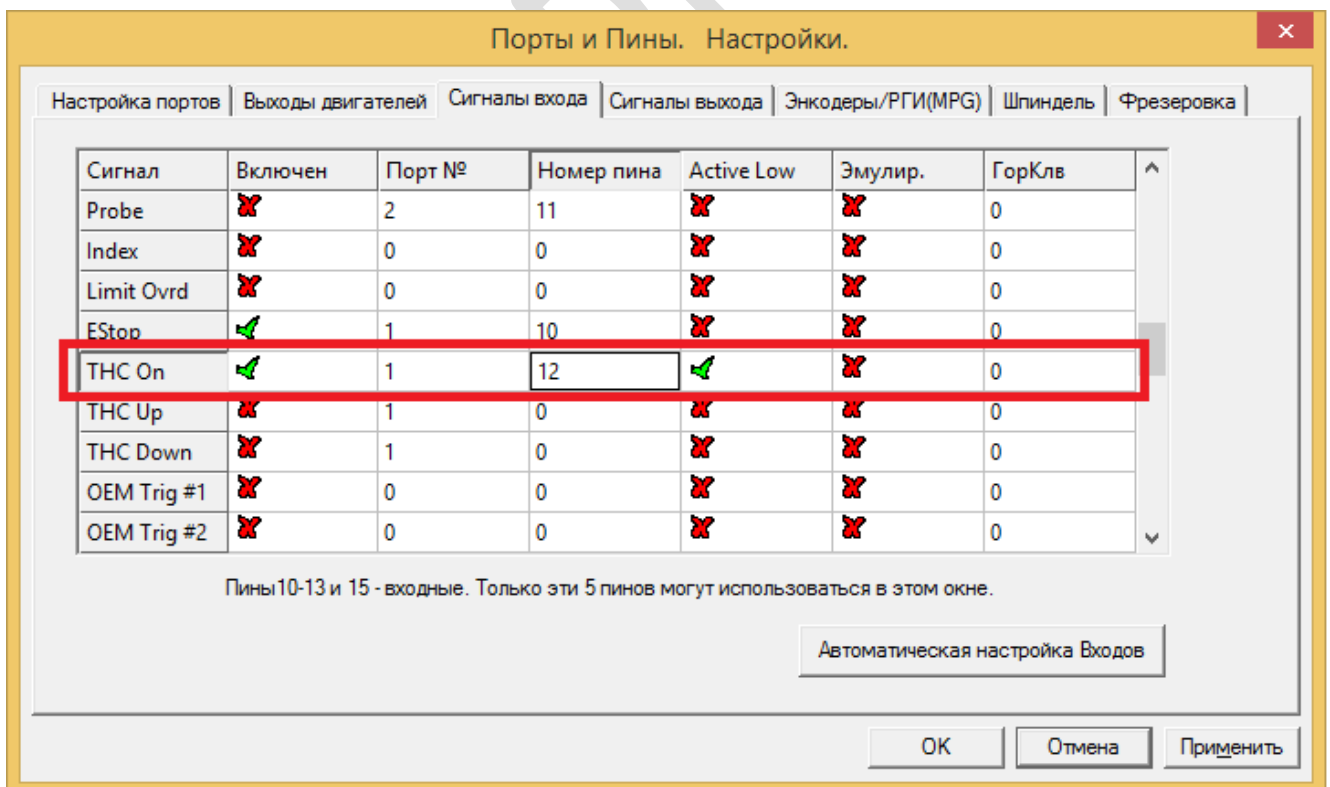 Порты и Пины. Настройки.
Настройка портов Выходы двигателей Сигналы входа Сигналы выхода Энкодеры/РГИ(MPG) Шпиндель Фрезеровка
Сигнал Включен Порт № Номер пина Active Low Эмулир. ГорКлв
Probe 2 11 0
Index 0 0 0
Limit Ovrd 0 0 0
EStop 1 10 0
THC On 1 12 0
THC Up 1 0 0
THC Down 1 0 0
OEM Trig #1 0 0 0
OEM Trig #2 0 0 0
Пины10-13 и 15 - входные. Только эти 5 пинов могут использоваться в этом окне.
Автоматическая настройка Входов
OK Отмена Применить